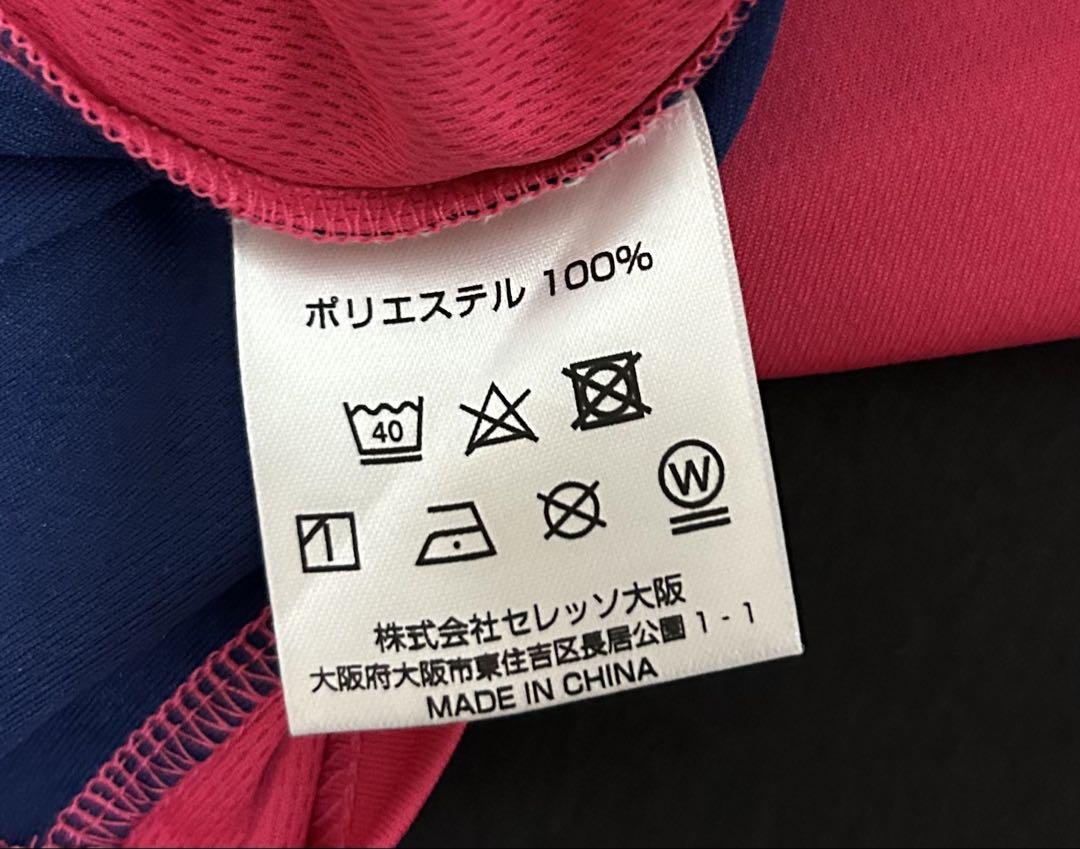 ポリエステル 100%
40
W
株式会社セレッソ大阪
大阪府大阪市東住吉区長居公園 1 - 1
MADE IN CHINA